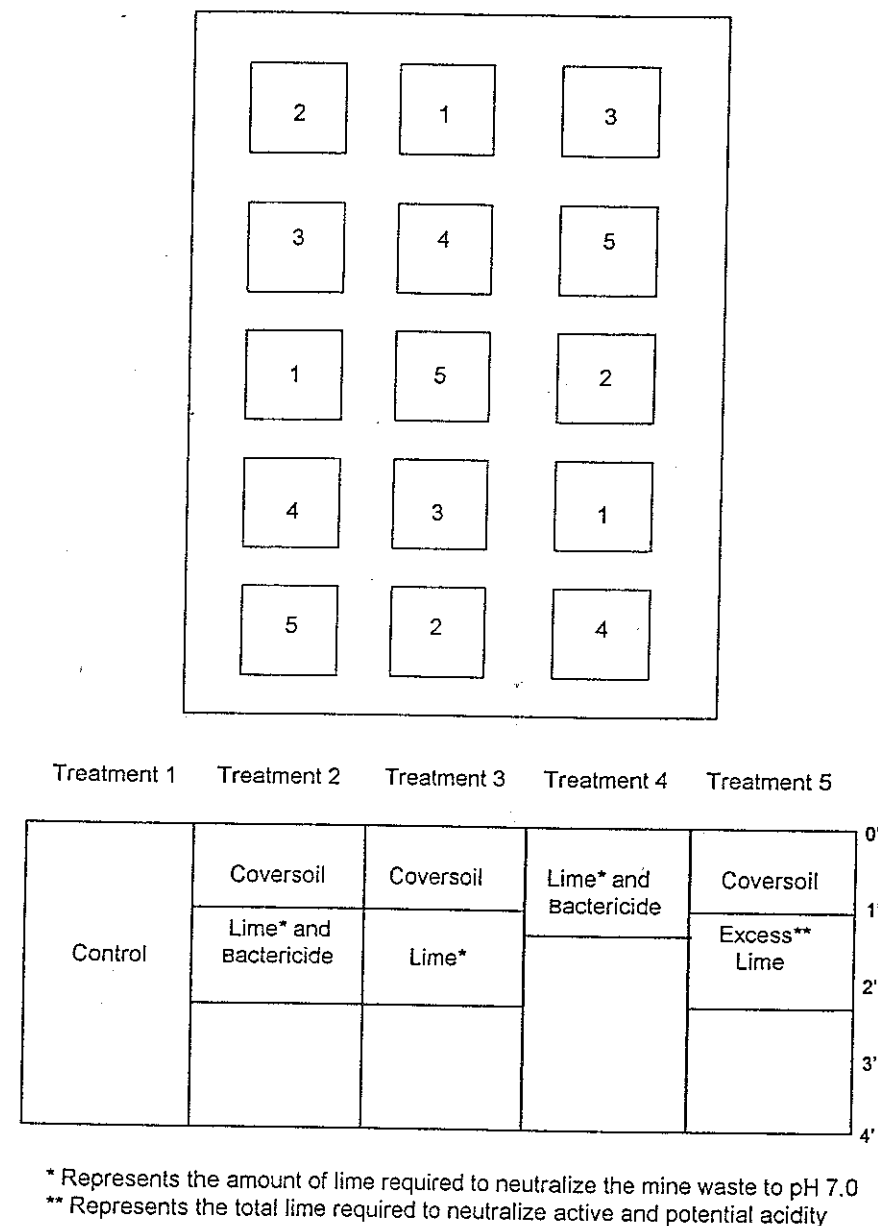 2 1 3
3 4 5
1 5 2
4 3 1
5 2 4
Treatment 1 Treatment 2 Treatment 3 Treatment 4 Treatment 5
0'
Coversoil Coversoil Lime* and Coversoil
Bactericide
1'
Lime* and Excess**
Control Bactericide Lime* Lime
2'
3'
4'
* Represents the amount of lime required to neutralize the mine waste to pH 7.0
** Represents the total lime required to neutralize active and potential acidity